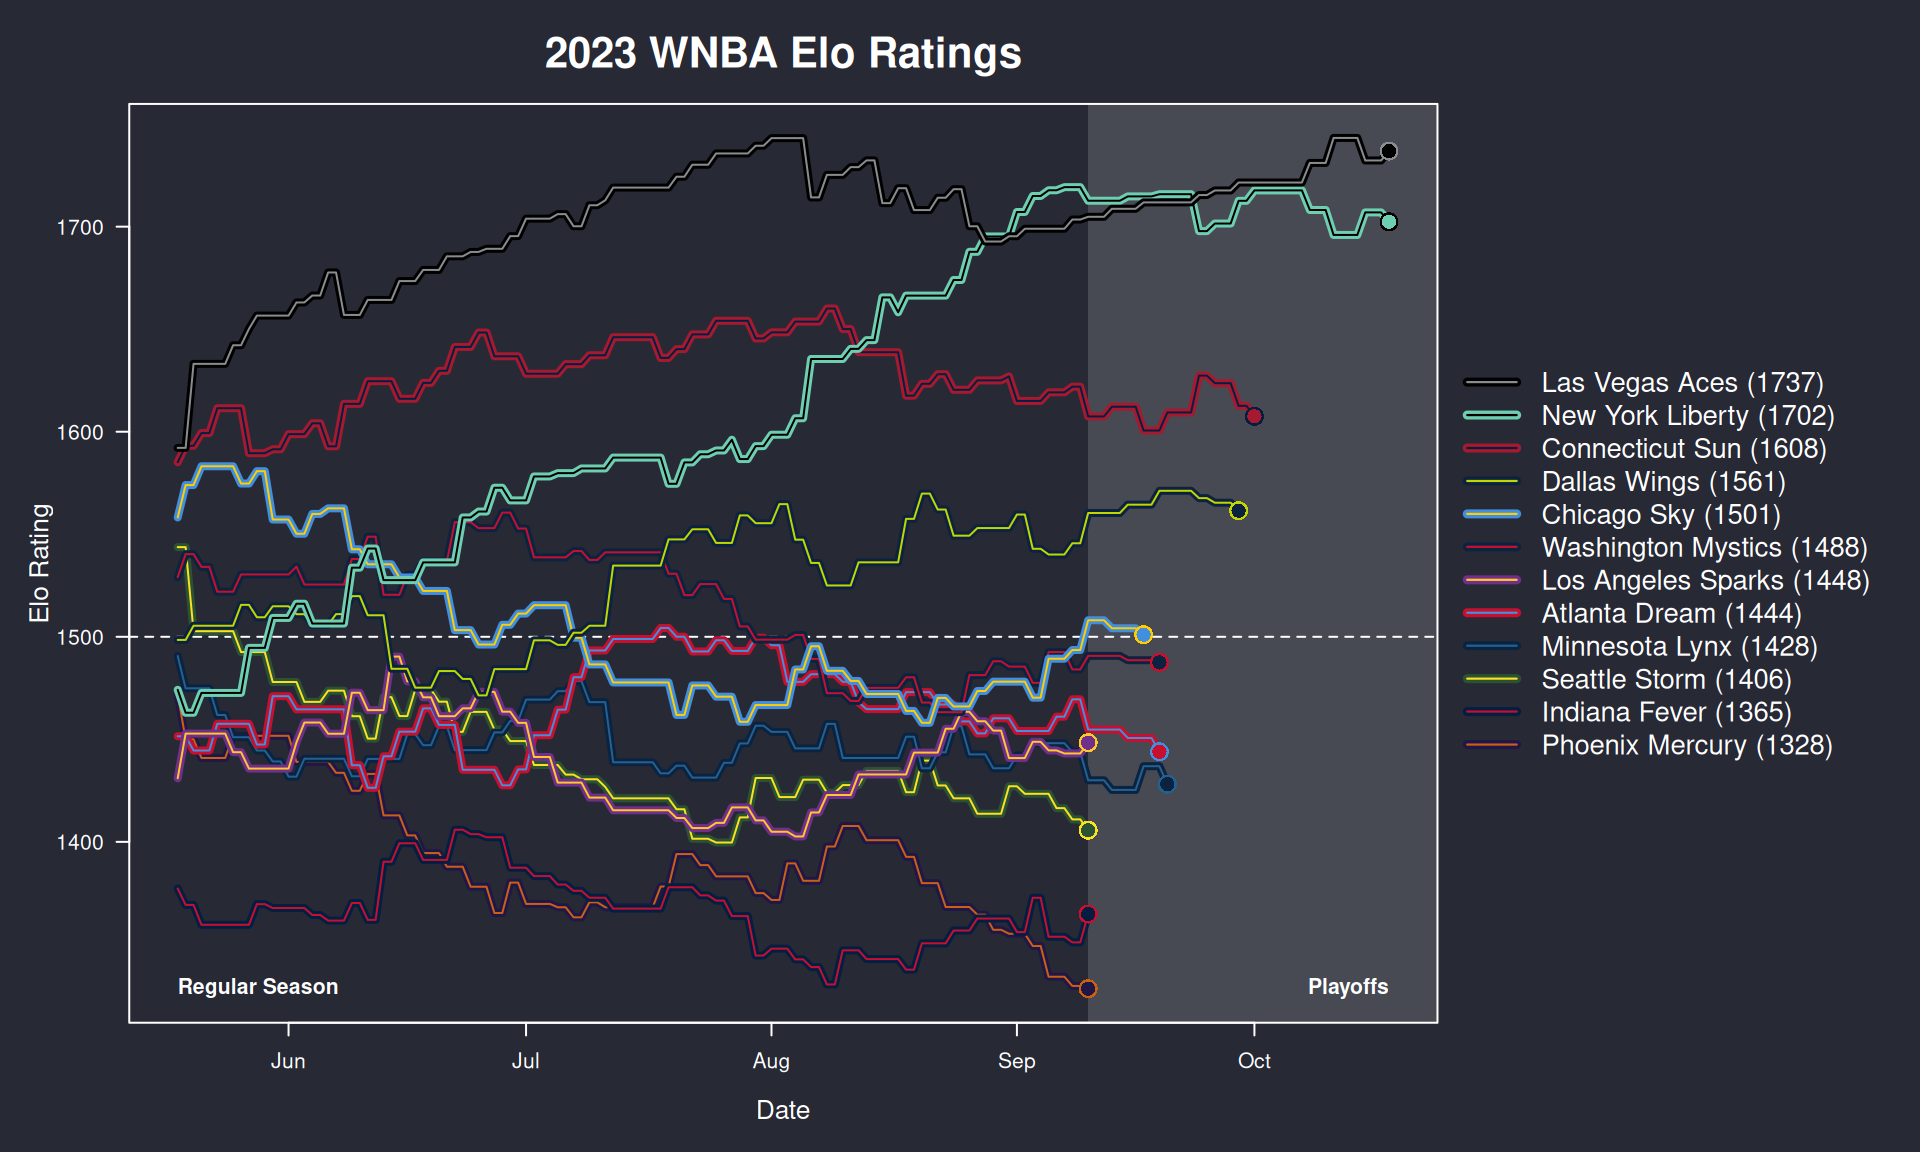 2023 WNBA Elo Ratings
Elo Rating
1700
1600
1500
1400
Regular Season
Playoffs
Jun
Jul
Aug
Sep
Oct
Date
Las Vegas Aces (1737)
New York Liberty (1702)
Connecticut Sun (1608)
Dallas Wings (1561)
Chicago Sky (1501)
Washington Mystics (1488)
Los Angeles Sparks (1448)
Atlanta Dream (1444)
Minnesota Lynx (1428)
Seattle Storm (1406)
Indiana Fever (1365)
Phoenix Mercury (1328)